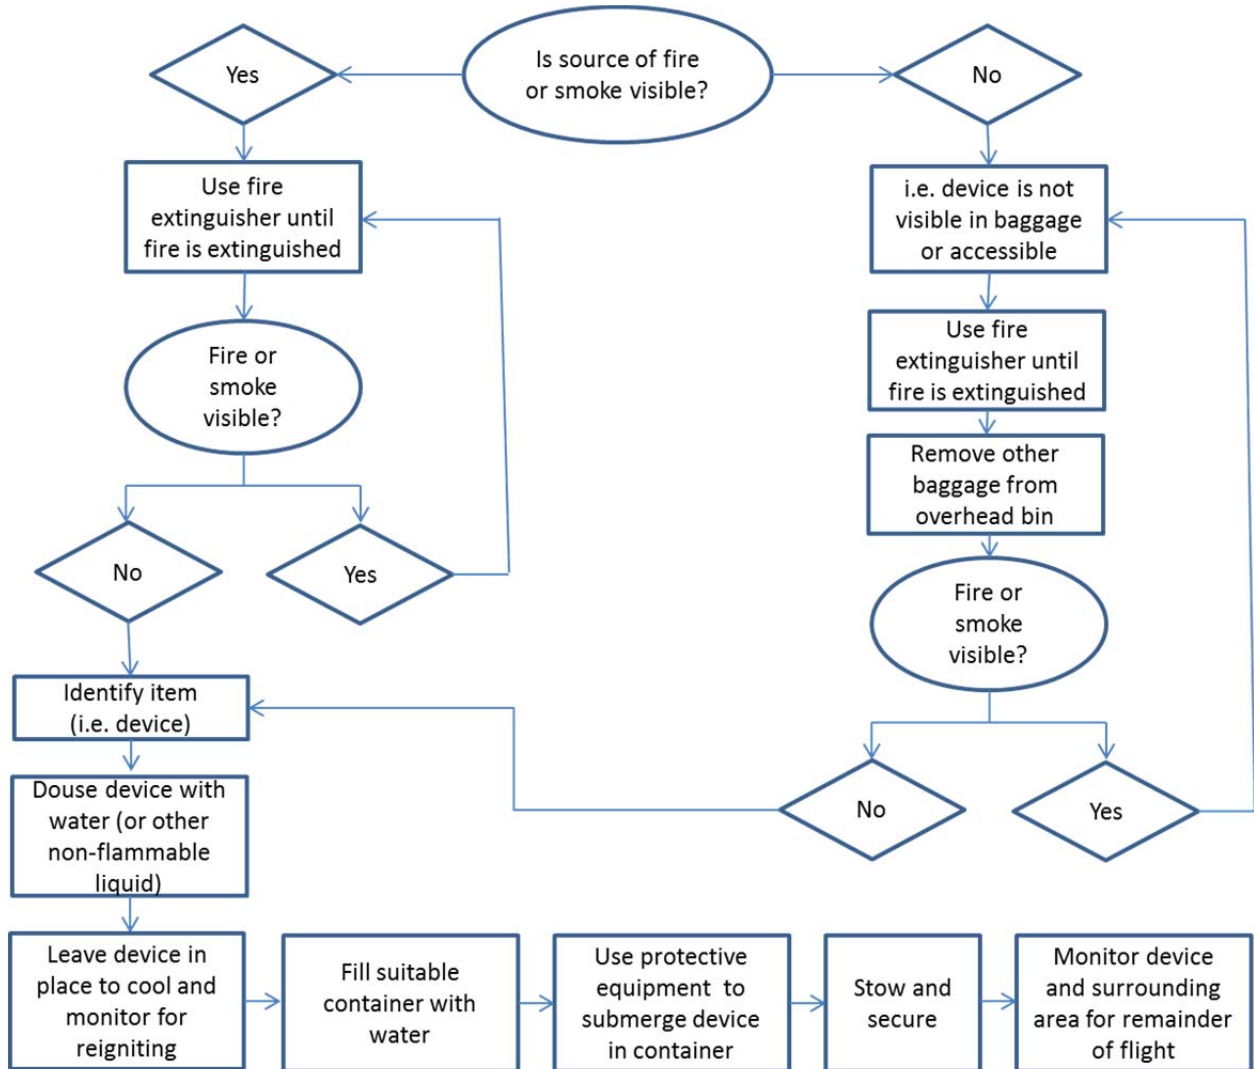 Is source of fire
or smoke visible?
Yes
No
Use fire
extinguisher until
fire is extinguished
i.e. device is not
visible in baggage
or accessible
Fire or
smoke
visible?
Use fire
extinguisher until
fire is extinguished
Remove other
baggage from
overhead bin
No
Yes
Fire or
smoke
visible?
Identify item
(i.e. device)
No
Yes
Douse device with
water (or other
non-flammable
liquid)
Leave device in
place to cool and
monitor for
reigniting
Fill suitable
container with
water
Use protective
equipment to
submerge device
in container
Stow and
secure
Monitor device
and surrounding
area for remainder
of flight